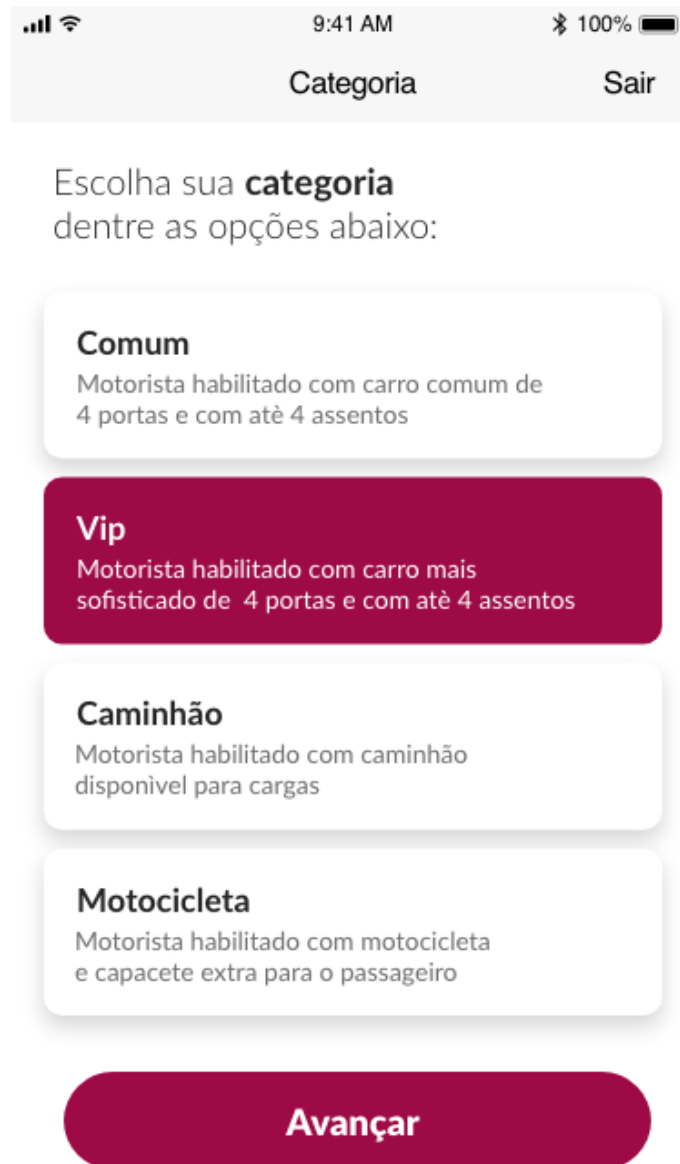 9:41 AM 100%
Categoria Sair
Escolha sua categoria
dentre as opções abaixo:
Comum
Motorista habilitado com carro comum de
4 portas e com atè 4 assentos
Vip
Motorista habilitado com carro mais
sofisticado de 4 portas e com atè 4 assentos
Caminhão
Motorista habilitado com caminhão
disponìvel para cargas
Motocicleta
Motorista habilitado com motocicleta
e capacete extra para o passageiro
Avançar